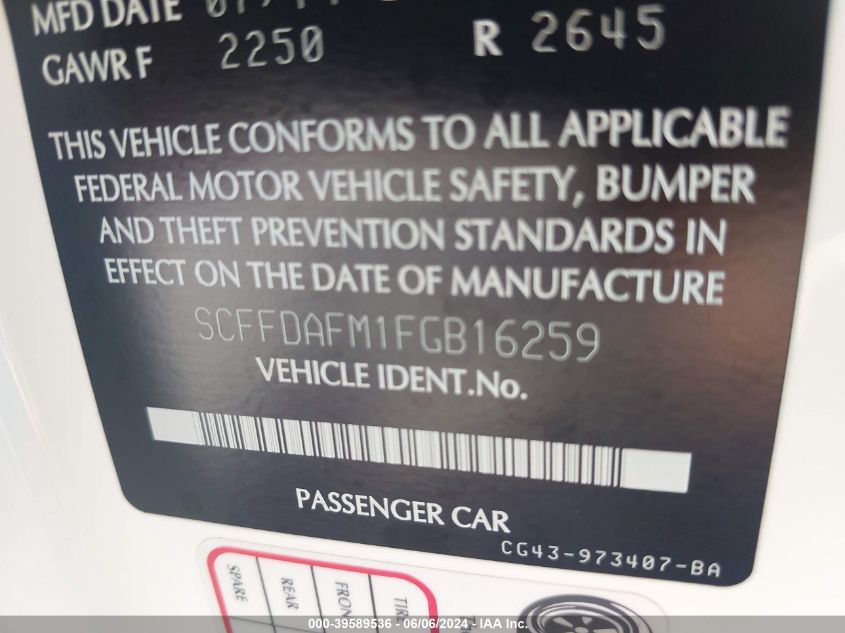 MFD DATE
GAWR F 2250 R 2645
THIS VEHICLE CONFORMS TO ALL APPLICABLE
FEDERAL MOTOR VEHICLE SAFETY, BUMPER
AND THEFT PREVENTION STANDARDS IN
EFFECT ON THE DATE OF MANUFACTURE
SCFFDAFM1FGB16259
VEHICLE IDENT.No.
PASSENGER CAR
CG43-973407-BA
SPARE
REAR
000-39589536 - 06/06/2024 - IAA Inc.